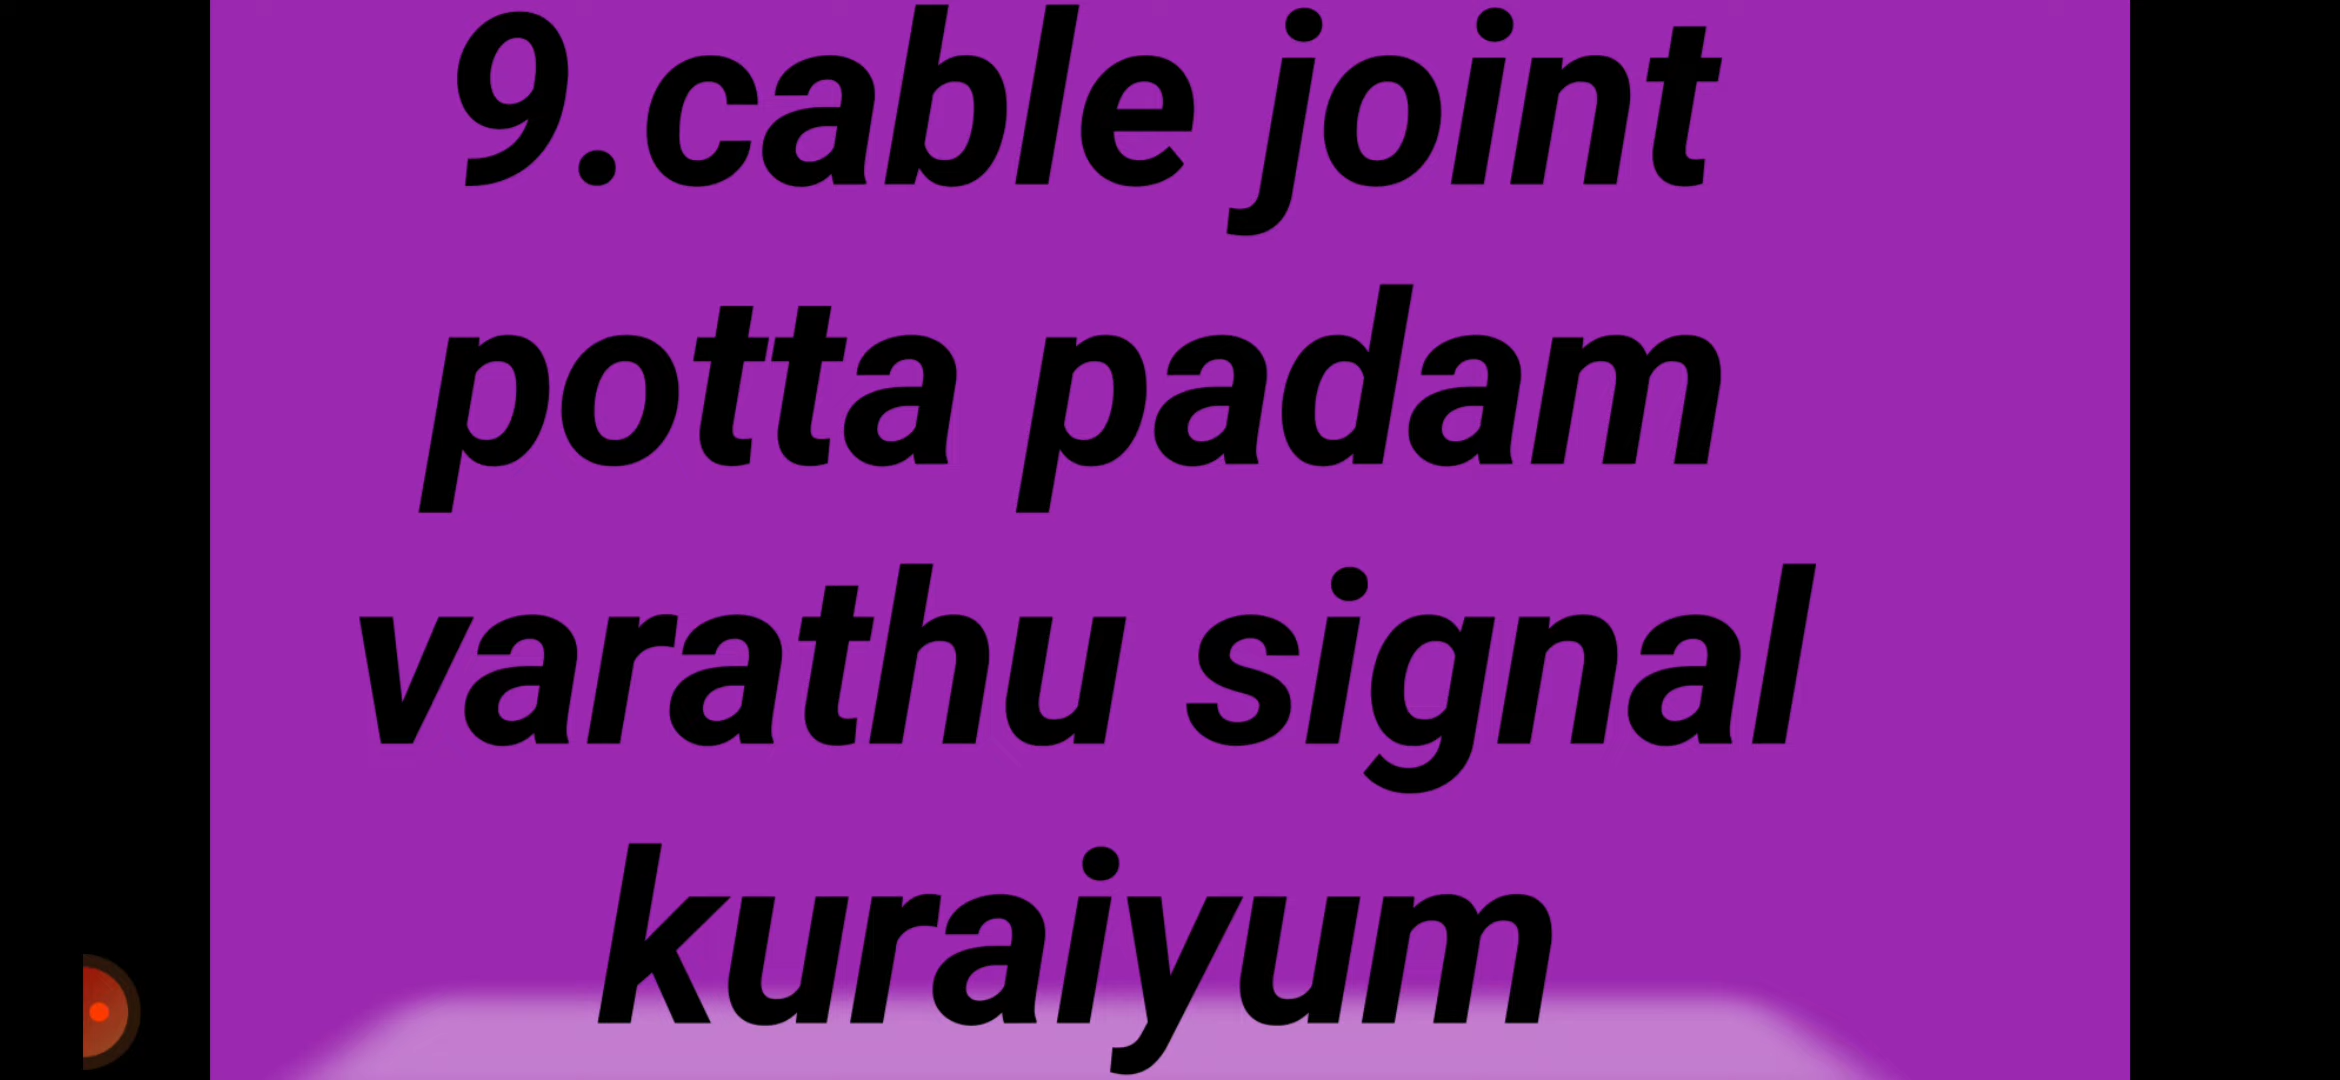 9.cable joint
potta padam
varathu signal
kuraiyum